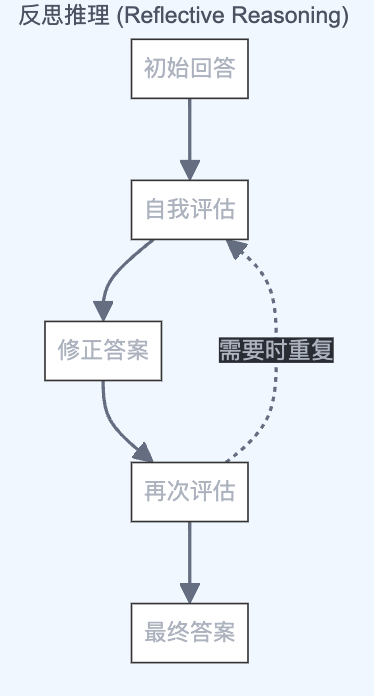 反思推理 (Reflective Reasoning)
初始回答
自我评估
修正答案
需要时重复
再次评估
最终答案